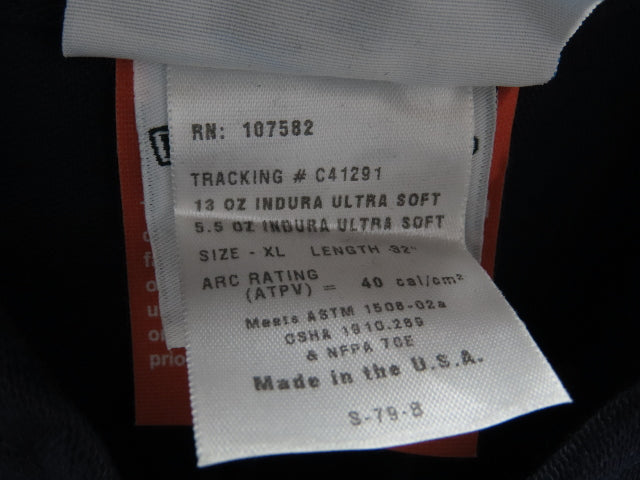 RN: 107582
TRACKING # C41291
13 OZ INDURA ULTRA SOFT
5.5 OZ INDURA ULTRA SOFT
SIZE - XL LENGTH 32"
ARC RATING
(ATPV) = 40 cal/cm²
Meets ASTM 1506-02a
OSHA 1910.269
& NFPA 70E
Made in the U.S.A.
S-79-B